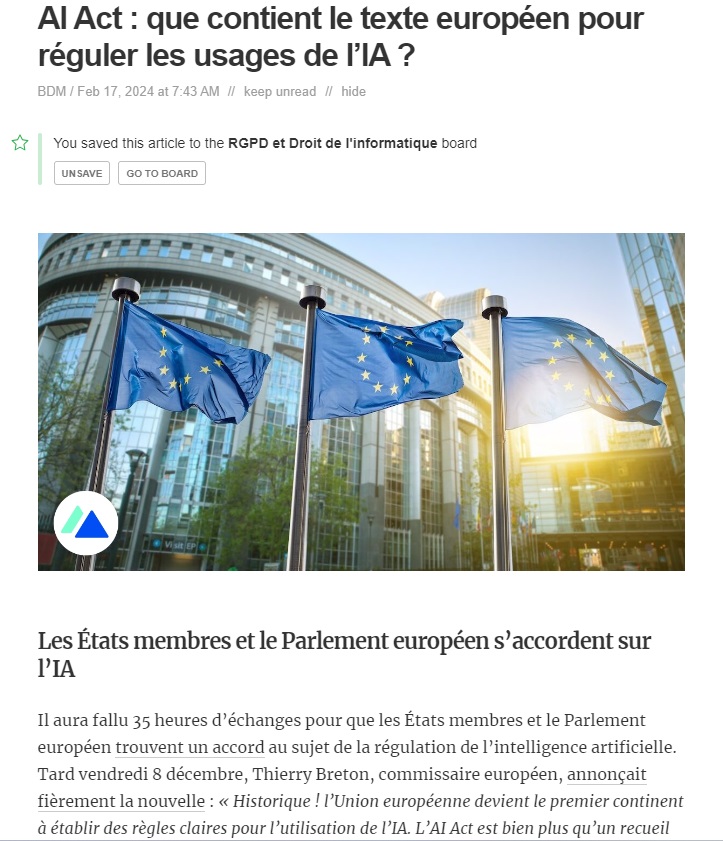 AI Act : que contient le texte européen pour
réguler les usages de l’IA ?
BDM / Feb 17, 2024 at 7:43 AM // keep unread // hide
You saved this article to the RGPD et Droit de l'informatique board
UNSAVE GO TO BOARD
Visit EP
Les États membres et le Parlement européen s’accordent sur
l’IA
Il aura fallu 35 heures d’échanges pour que les États membres et le Parlement
européen trouvent un accord au sujet de la régulation de l’intelligence artificielle.
Tard vendredi 8 décembre, Thierry Breton, commissaire européen, annonçait
fièrement la nouvelle : « Historique ! l’Union européenne devient le premier continent
à établir des règles claires pour l’utilisation de l’IA. L’AI Act est bien plus qu’un recueil